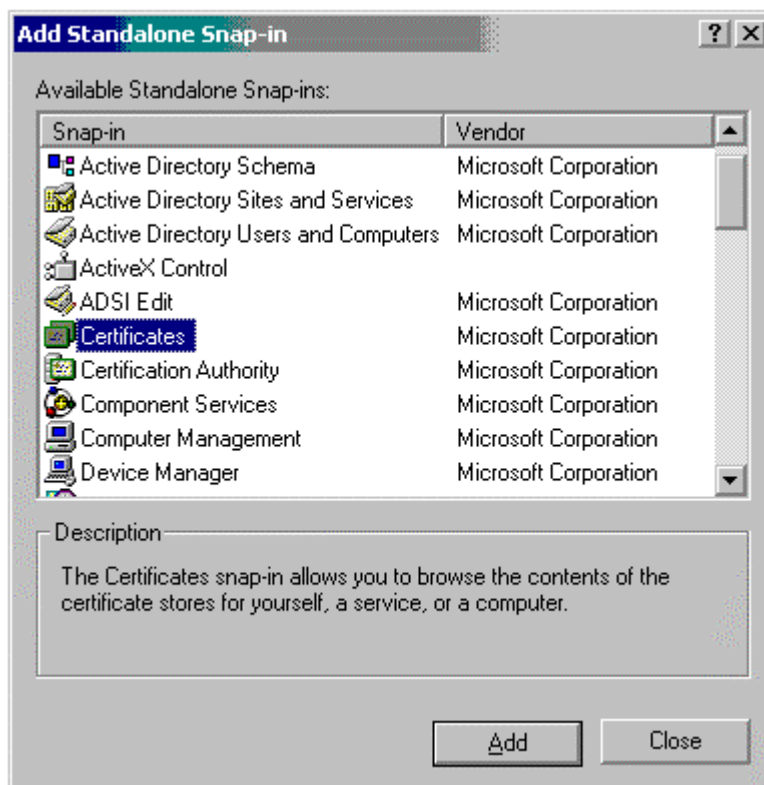 Add Standalone Snap-in
Available Standalone Snap-ins:
Snap-in Vendor
Active Directory Schema Microsoft Corporation
Active Directory Sites and Services Microsoft Corporation
Active Directory Users and Computers Microsoft Corporation
ActiveX Control
ADSI Edit Microsoft Corporation
Certificates Microsoft Corporation
Certification Authority Microsoft Corporation
Component Services Microsoft Corporation
Computer Management Microsoft Corporation
Device Manager Microsoft Corporation
Description
The Certificates snap-in allows you to browse the contents of the
certificate stores for yourself, a service, or a computer.
Add Close